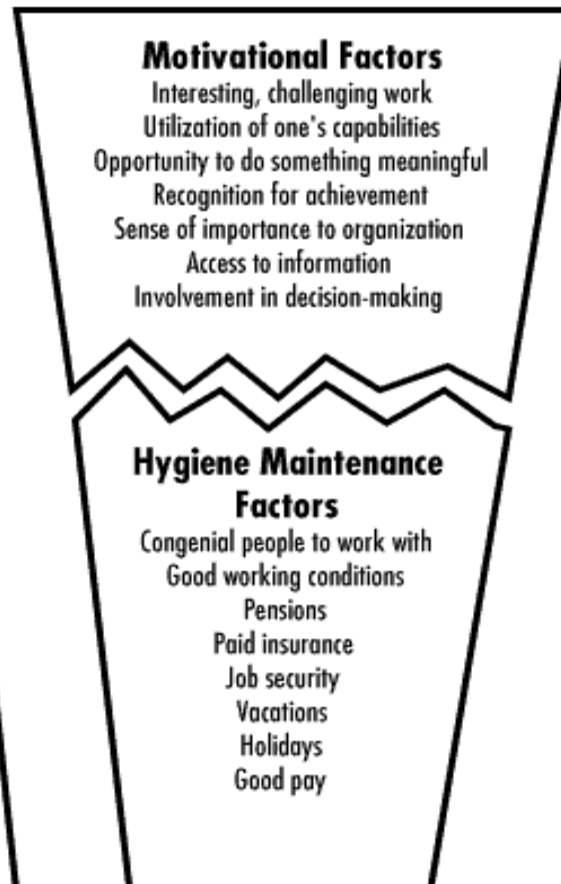 Motivational Factors
Interesting, challenging work
Utilization of one's capabilities
Opportunity to do something meaningful
Recognition for achievement
Sense of importance to organization
Access to information
Involvement in decision-making
Hygiene Maintenance
Factors
Congenial people to work with
Good working conditions
Pensions
Paid insurance
Job security
Vacations
Holidays
Good pay